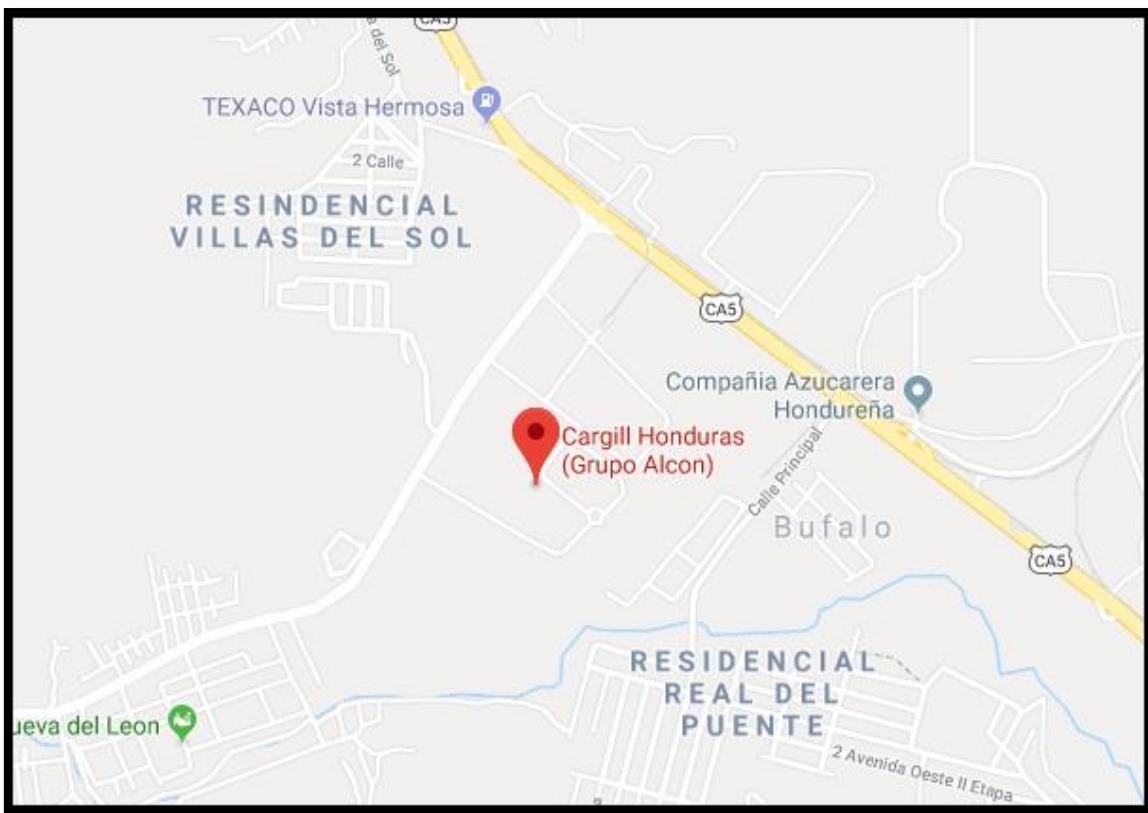 CA5
a del Sol
TEXACO Vista Hermosa
2 Calle
RESINDENCIAL
VILLAS DEL SOL
CA5
Compañia Azucarera
Hondureña
Cargill Honduras
(Grupo Alcon)
Calle Principal
Bufalo
CA5
RESIDENCIAL
REAL DEL
PUENTE
ueva del Leon
2 Avenida Oeste II Etapa